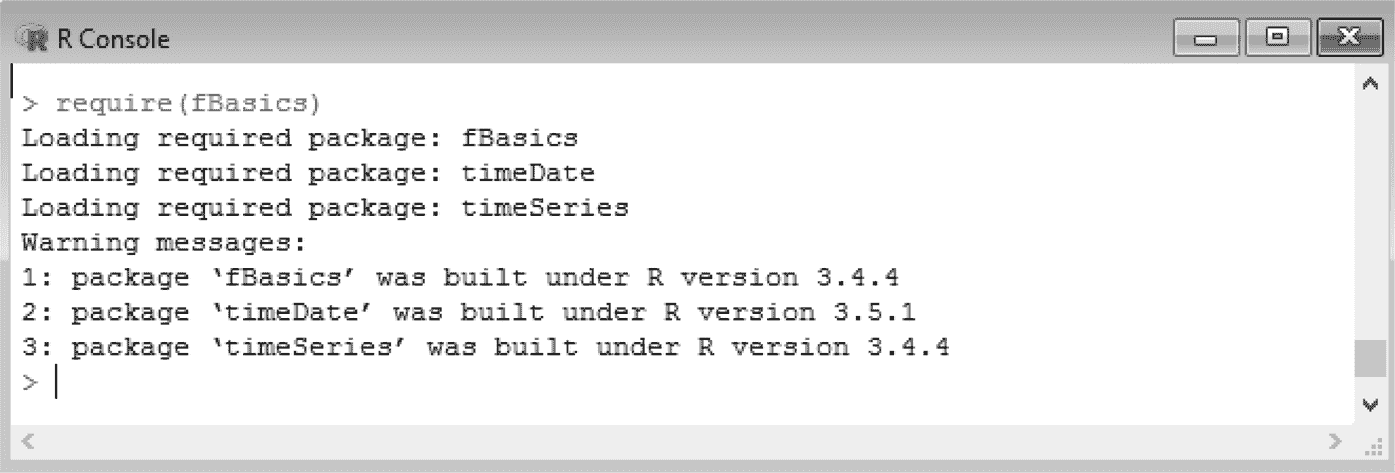 R Console
> require(fBasics)
Loading required package: fBasics
Loading required package: timeDate
Loading required package: timeSeries
Warning messages:
1: package ‘fBasics’ was built under R version 3.4.4
2: package ‘timeDate’ was built under R version 3.5.1
3: package ‘timeSeries’ was built under R version 3.4.4
>